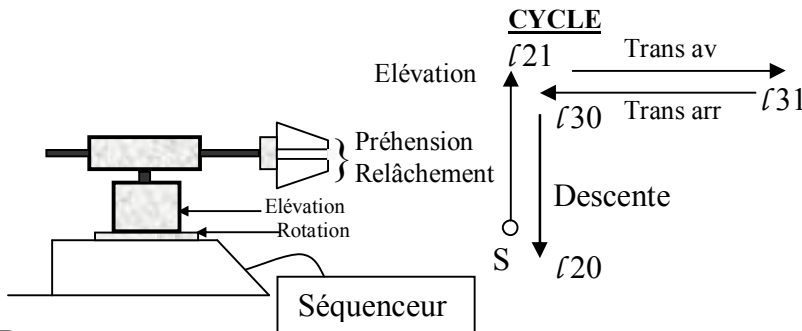 CYCLE
ℓ21
Trans av
Elévation
ℓ31
Trans arr
ℓ30
Préhension
Relâchement
Descente
Elévation
Rotation
S
ℓ20
Séquenceur